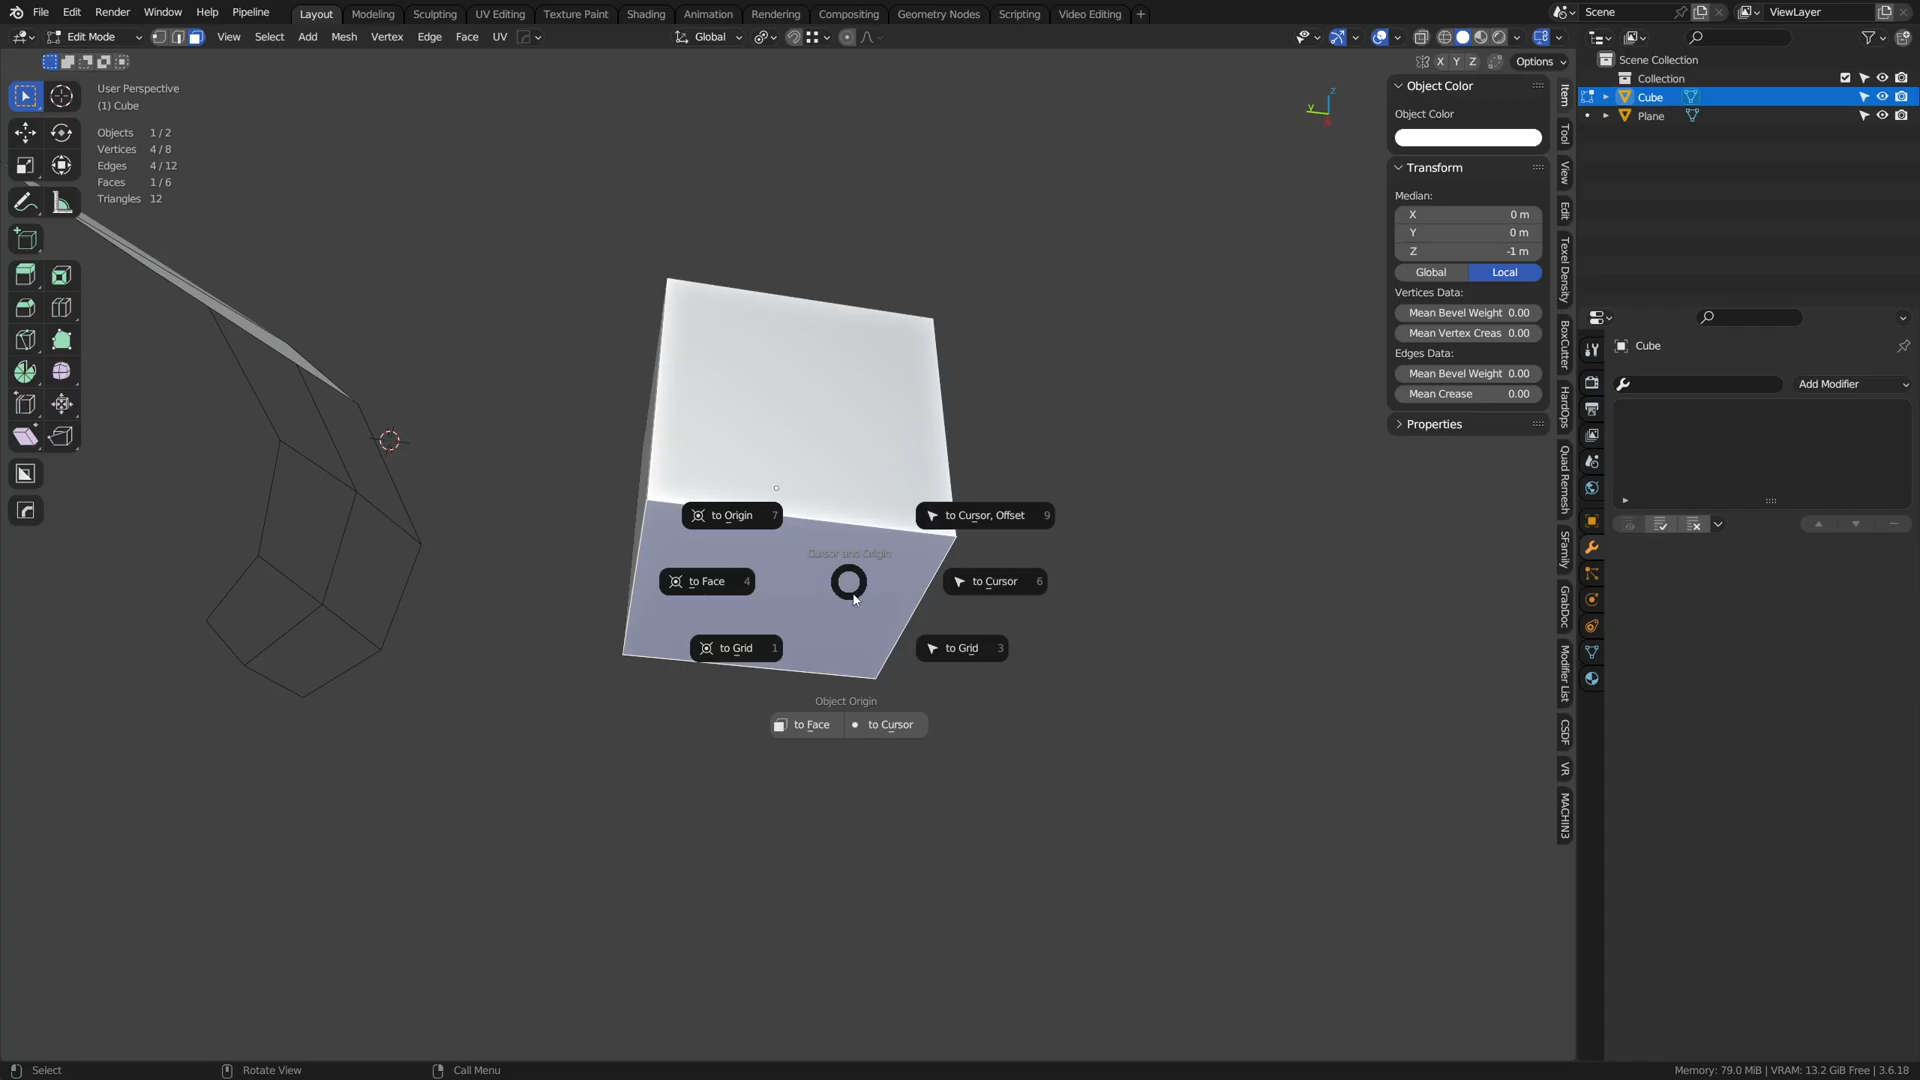 File Edit Render Window Help Pipeline Layout Modeling Sculpting UV Editing Texture Paint Shading Animation Rendering Compositing Geometry Nodes Scripting Video Editing + Scene ViewLayer
Edit Mode View Select Add Mesh Vertex Edge Face UV Global
X Y Z Options
Scene Collection
Collection
Cube
Plane
User Perspective
(1) Cube
Objects 1 / 2
Vertices 4 / 8
Edges 4 / 12
Faces 1 / 6
Triangles 12
z
y
Object Color
Object Color
Transform
Median:
X 0 m
Y 0 m
Z -1 m
Global Local
Vertices Data:
Mean Bevel Weight 0.00
Mean Vertex Creas 0.00
Edges Data:
Mean Bevel Weight 0.00
Mean Crease 0.00
Properties
Item
Tool
View
Edit
Texel Density
BoxCutter
HardOps
Quad Remesh
SFamily
GrabDoc
Modifier List
CSDF
VR
MACHIN3
Cube
Add Modifier
to Origin 7
to Cursor, Offset 9
Cursor and Origin
to Face 4
to Cursor 6
to Grid 1
to Grid 3
Object Origin
to Face
to Cursor
Select Rotate View Call Menu Memory: 79.0 MiB | VRAM: 13.2 GiB Free | 3.6.18